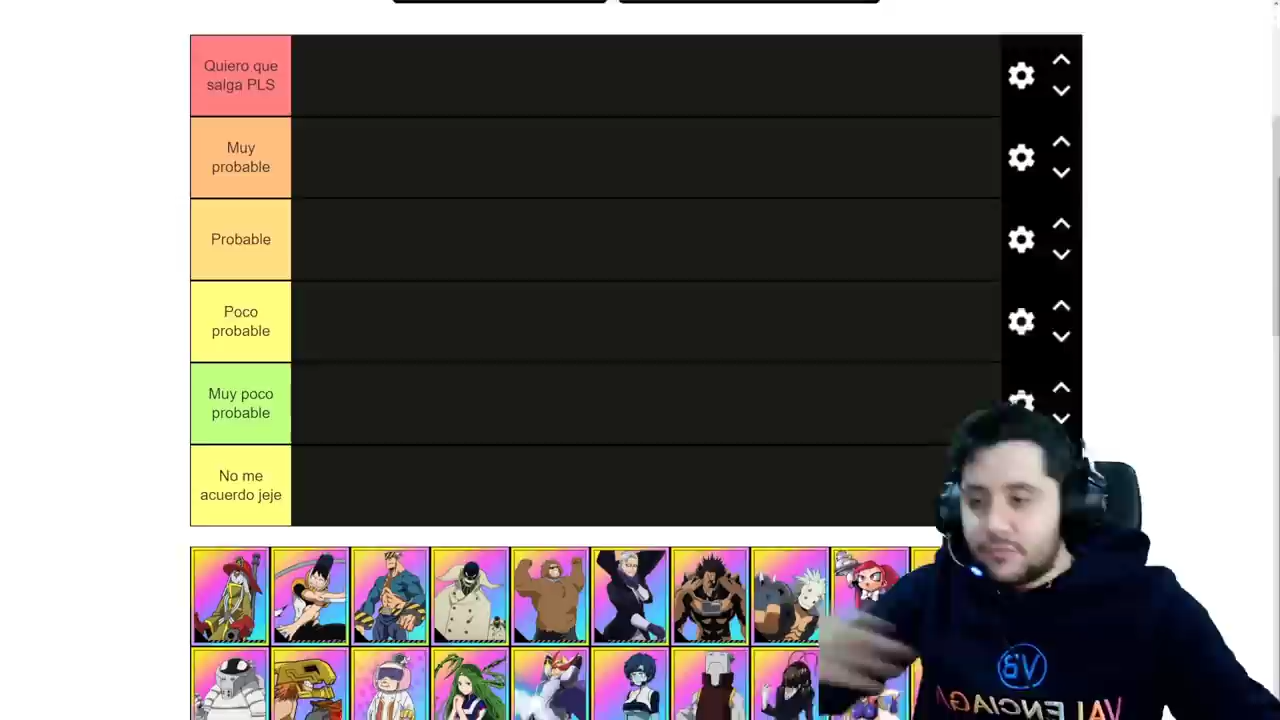 Quiero que
salga PLS
Muy
probable
Probable
Poco
probable
Muy poco
probable
No me
acuerdo jeje